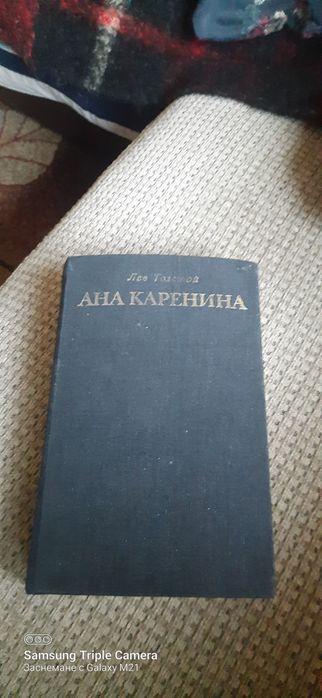 Лев Толстой
АНА КАРЕНИНА
Samsung Triple Camera
Заснемане с Galaxy M21